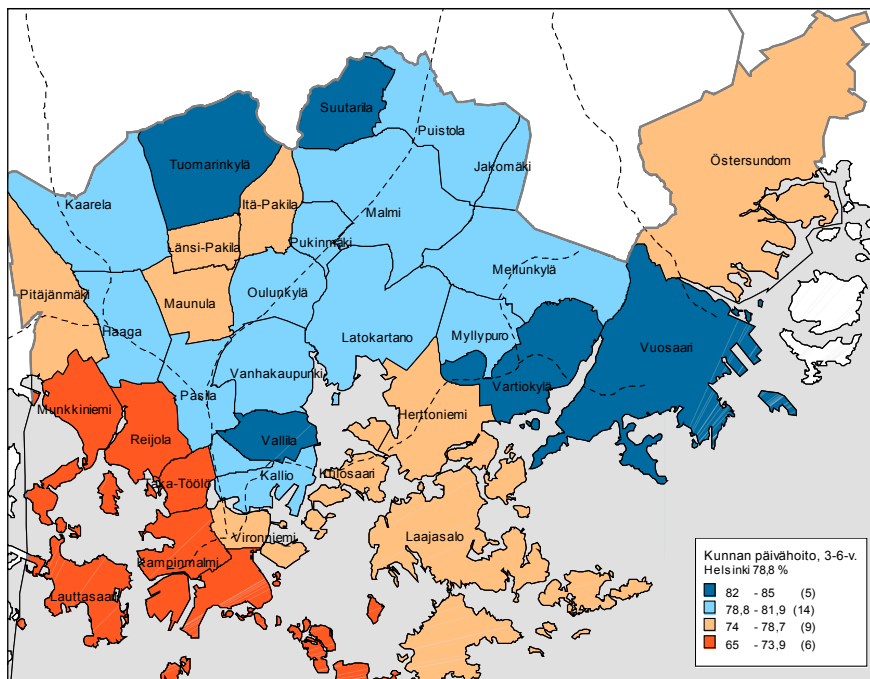 Suutarila
Puistola
Tuomarinkylä
Jakomäki
Östersundom
Kaarela
Itä-Pakila
Malmi
Länsi-Pakila
Pukinmäki
Mellunkylä
Pitäjänmäki
Maunula
Oulunkylä
Haaga
Latokartano
Myllypuro
Vuosaari
Vanhakaupunki
Vartiokylä
Pasila
Munkkiniemi
Herttoniemi
Reijola
Vallila
Kallio
Kulosaari
Taka-Töölö
Vironniemi
Laajasalo
Kampinmalmi
Lauttasaari
Kunnan päivähoito, 3-6-v.
Helsinki 78,8 %
82 - 85 (5)
78,8 - 81,9 (14)
74 - 78,7 (9)
65 - 73,9 (6)